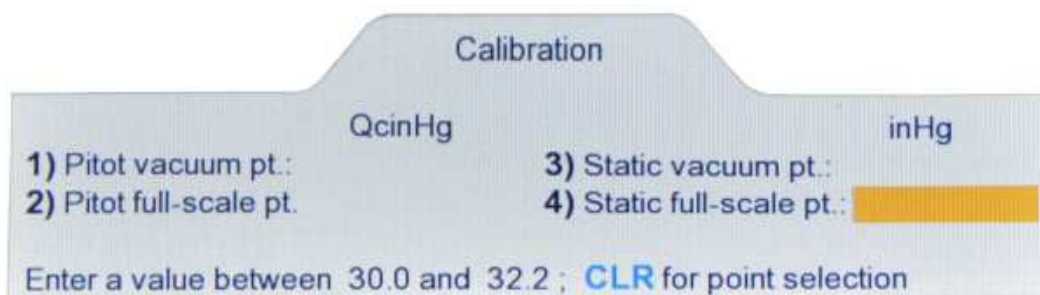 Calibration
QcinHg inHg
1) Pitot vacuum pt.: 3) Static vacuum pt.:
2) Pitot full-scale pt. 4) Static full-scale pt.:
Enter a value between 30.0 and 32.2 ; CLR for point selection